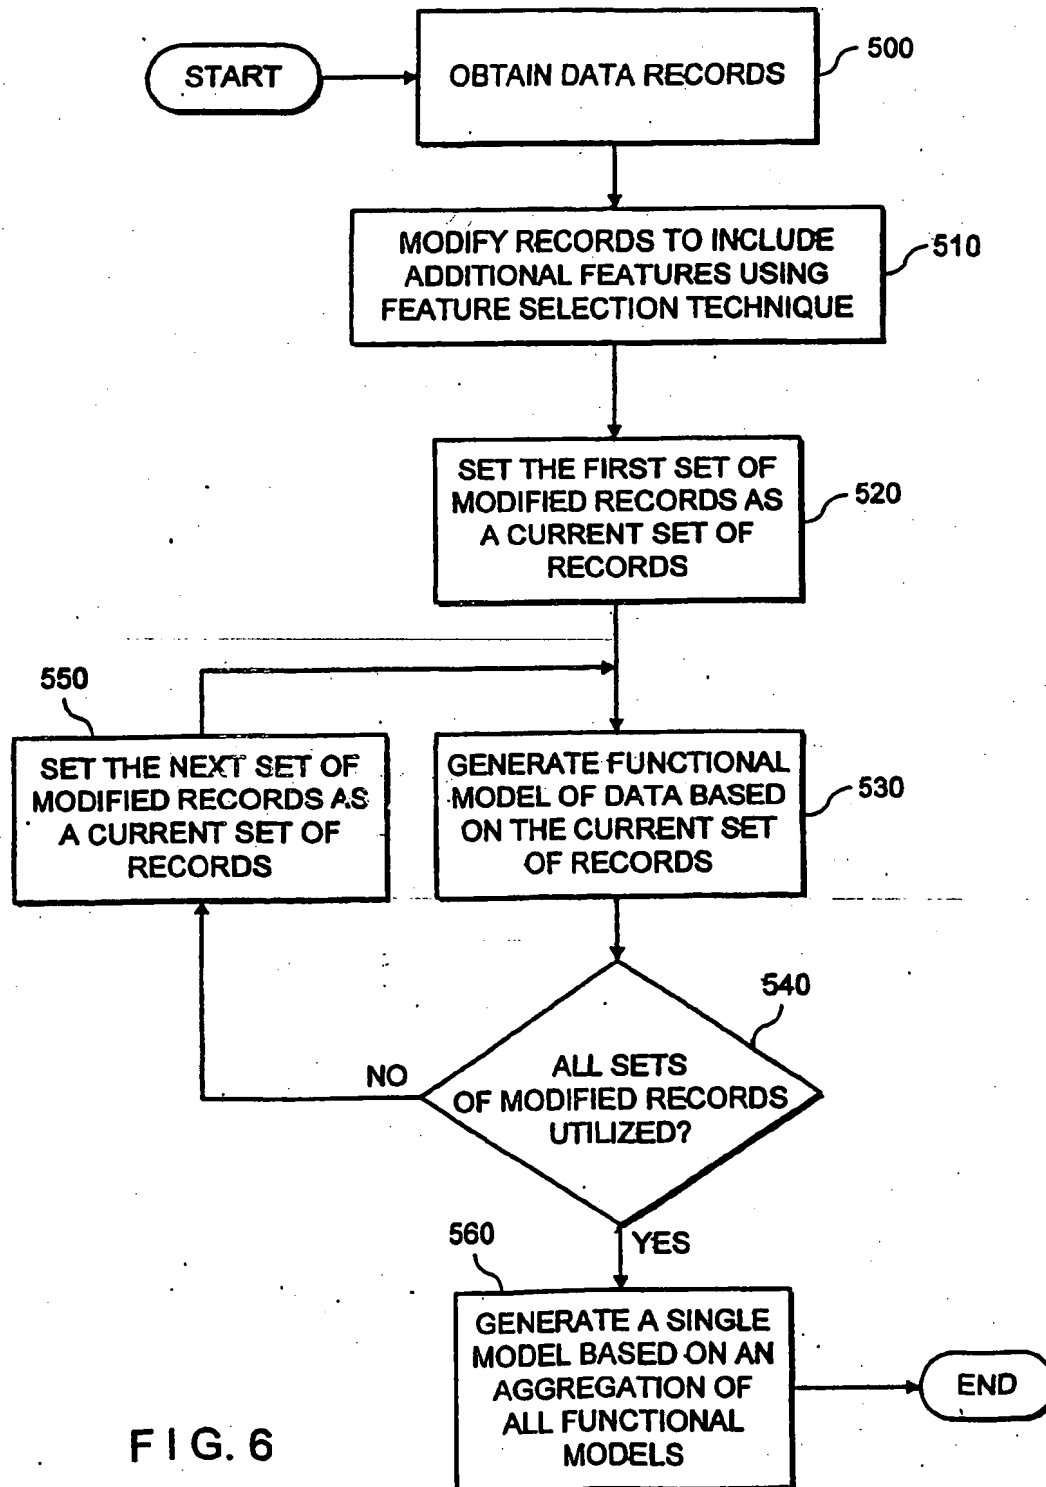 START
OBTAIN DATA RECORDS
500
MODIFY RECORDS TO INCLUDE
ADDITIONAL FEATURES USING
FEATURE SELECTION TECHNIQUE
510
SET THE FIRST SET OF
MODIFIED RECORDS AS
A CURRENT SET OF
RECORDS
520
550
SET THE NEXT SET OF
MODIFIED RECORDS AS
A CURRENT SET OF
RECORDS
GENERATE FUNCTIONAL
MODEL OF DATA BASED
ON THE CURRENT SET
OF RECORDS
530
540
ALL SETS
OF MODIFIED RECORDS
UTILIZED?
NO
YES
560
GENERATE A SINGLE
MODEL BASED ON AN
AGGREGATION OF
ALL FUNCTIONAL
MODELS
END
FIG. 6